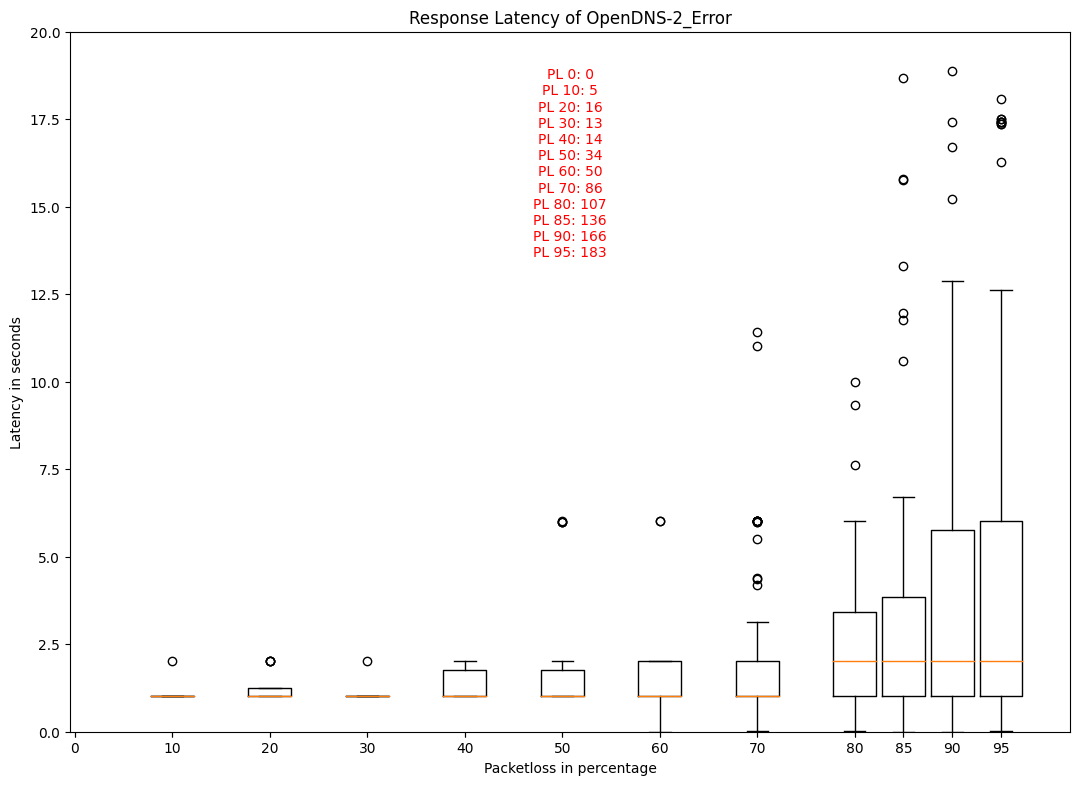 Response Latency of OpenDNS-2_Error
20.0
17.5
15.0
12.5
10.0
7.5
5.0
2.5
0.0
Latency in seconds
PL 0: 0
PL 10: 5
PL 20: 16
PL 30: 13
PL 40: 14
PL 50: 34
PL 60: 50
PL 70: 86
PL 80: 107
PL 85: 136
PL 90: 166
PL 95: 183
0 10 20 30 40 50 60 70 80 85 90 95
Packetloss in percentage